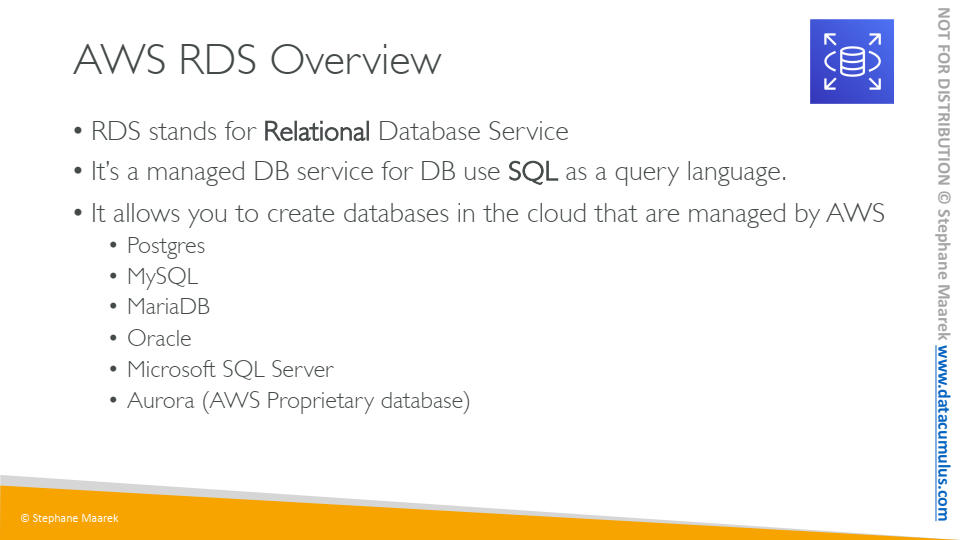 AWS RDS Overview
• RDS stands for Relational Database Service
• It's a managed DB service for DB use SQL as a query language.
• It allows you to create databases in the cloud that are managed by AWS
• Postgres
• MySQL
• MariaDB
• Oracle
• Microsoft SQL Server
• Aurora (AWS Proprietary database)
© Stephane Maarek
NOT FOR DISTRIBUTION © Stephane Maarek www.datacumulus.com